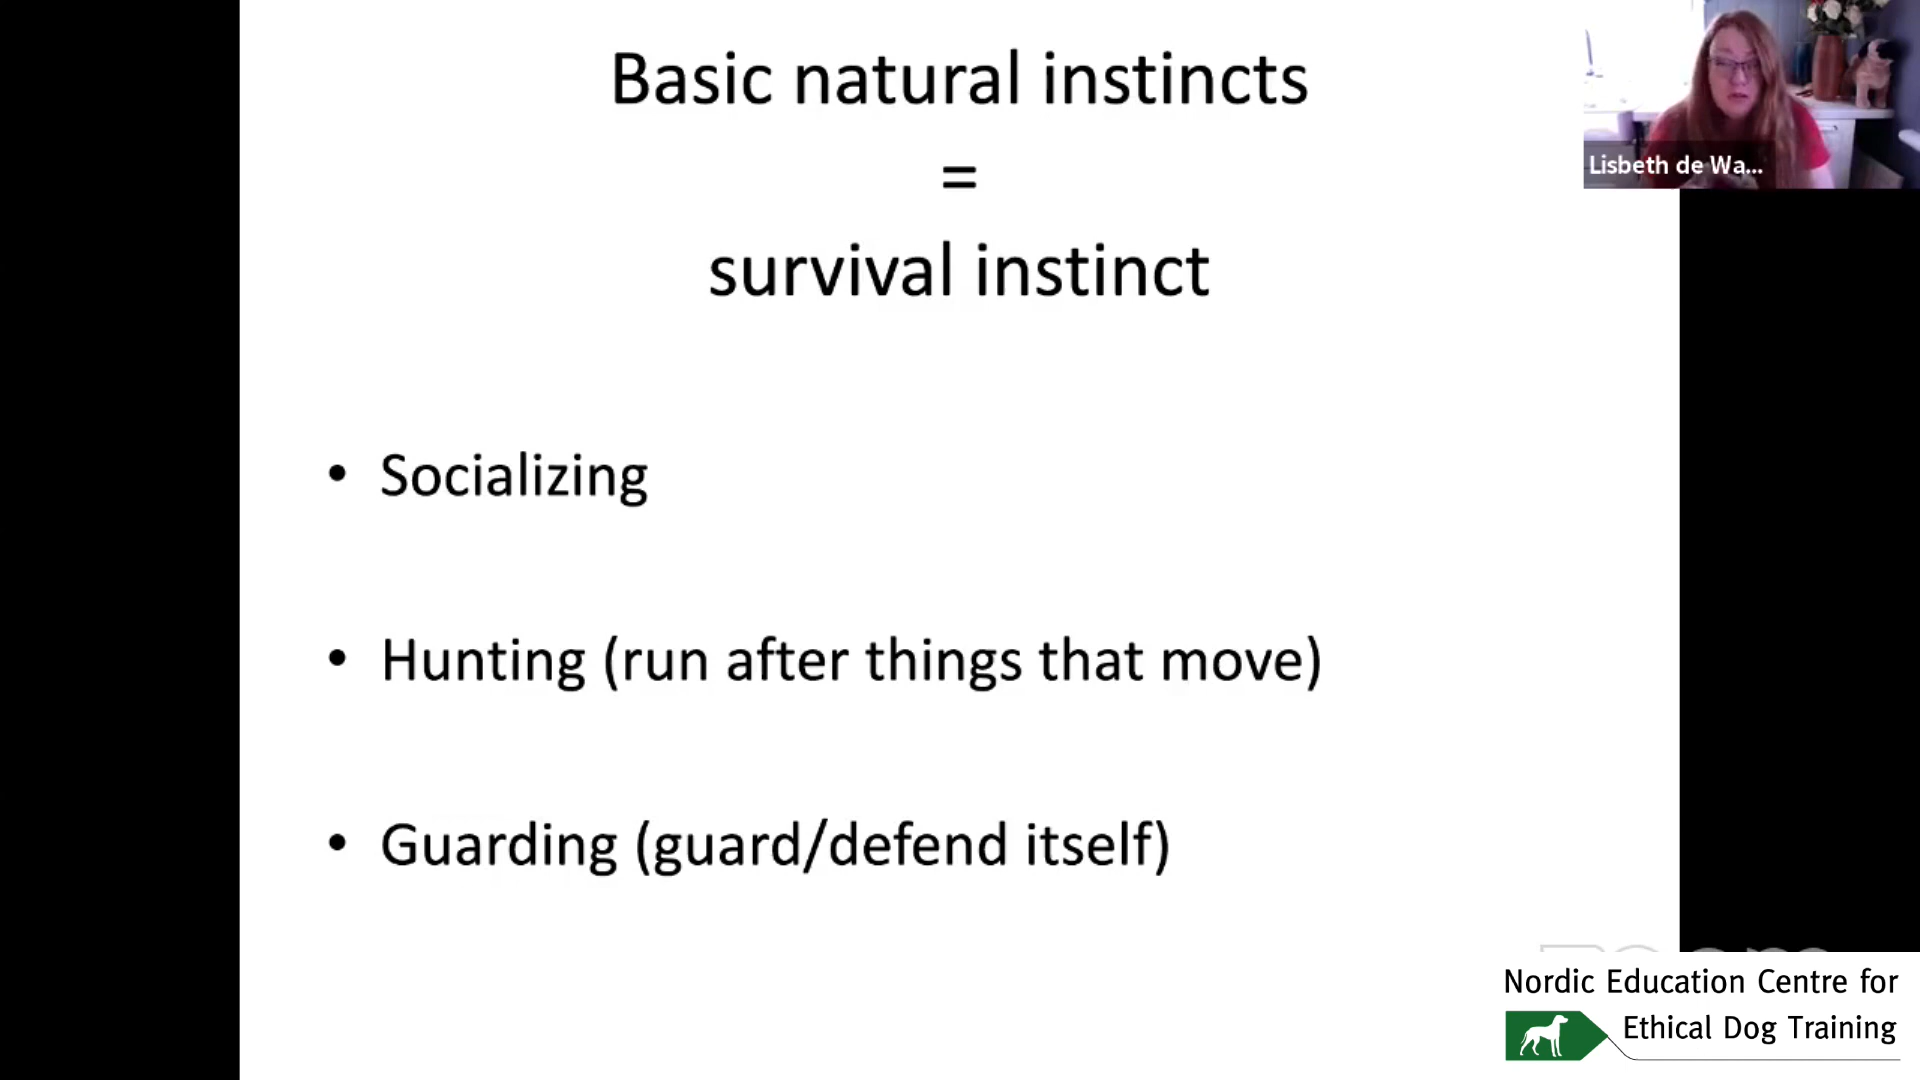 Basic natural instincts
=
survival instinct
Lisbeth de Wa...
• Socializing
• Hunting (run after things that move)
• Guarding (guard/defend itself)
Nordic Education Centre for
Ethical Dog Training